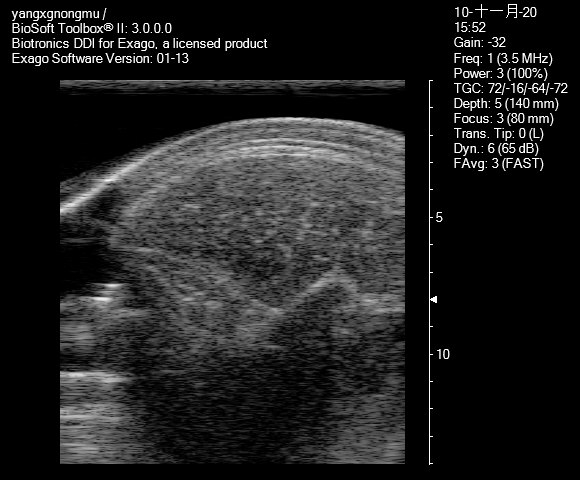 yangxgnongmu /
BioSoft Toolbox® II: 3.0.0.0
Biotronics DDI for Exago, a licensed product
Exago Software Version: 01-13
10-十一月-20
15:52
Gain: -32
Freq: 1 (3.5 MHz)
Power: 3 (100%)
TGC: 72/-16/-64/-72
Depth: 5 (140 mm)
Focus: 3 (80 mm)
Trans. Tip: 0 (L)
Dyn.: 6 (65 dB)
FAvg: 3 (FAST)
5
10